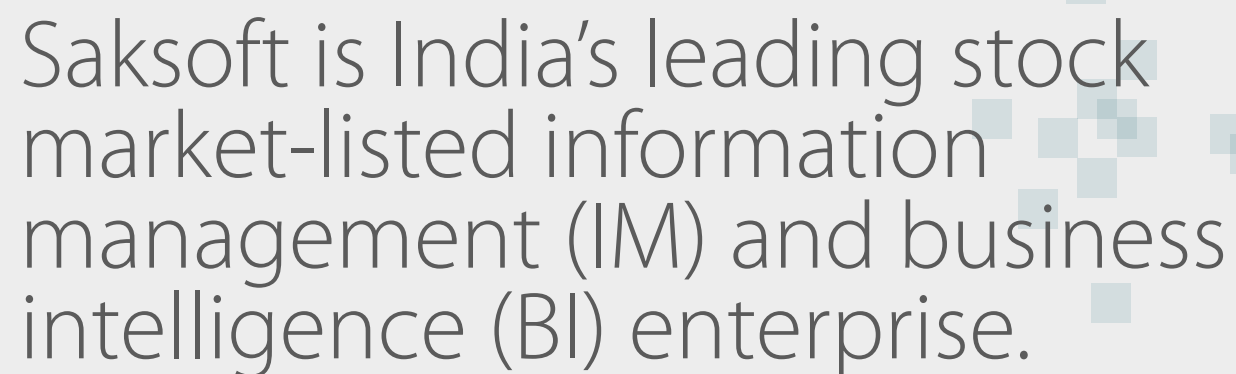 Saksoft is India’s leading stock
market-listed information
management (IM) and business
intelligence (BI) enterprise.